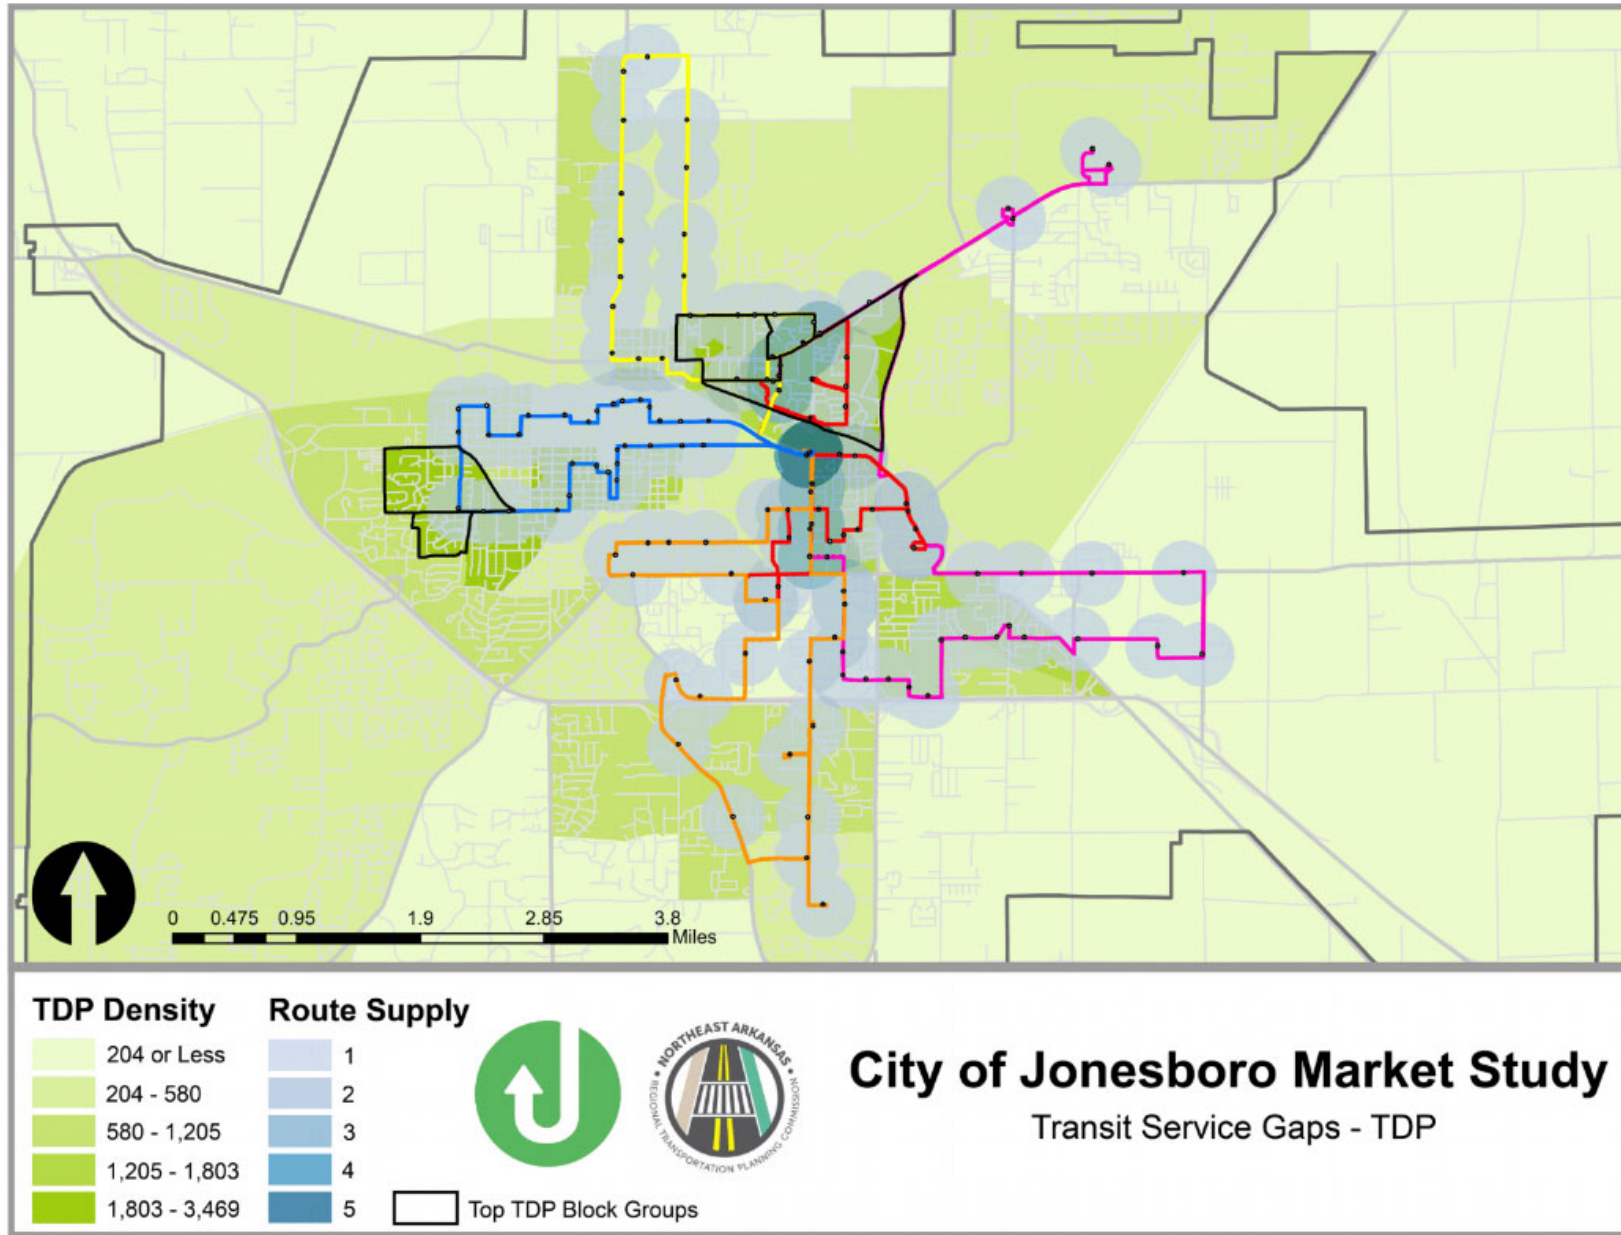 0 0.475 0.95 1.9 2.85 3.8
Miles
TDP Density
204 or Less
204 - 580
580 - 1,205
1,205 - 1,803
1,803 - 3,469
Route Supply
1
2
3
4
5
Top TDP Block Groups
NORTHEAST ARKANSAS
REGIONAL TRANSPORTATION PLANNING COMMISSION
City of Jonesboro Market Study
Transit Service Gaps - TDP